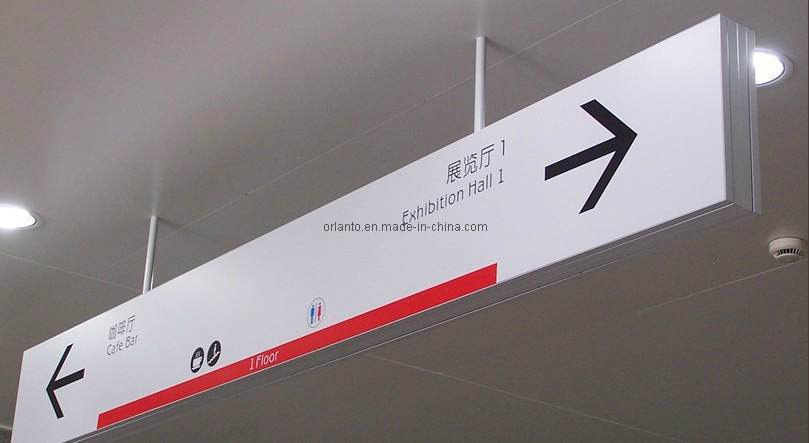 展览厅 1
Exhibition Hall 1
orlanto.en.made-in-china.com
咖啡厅
Cafe Bar
1 Floor